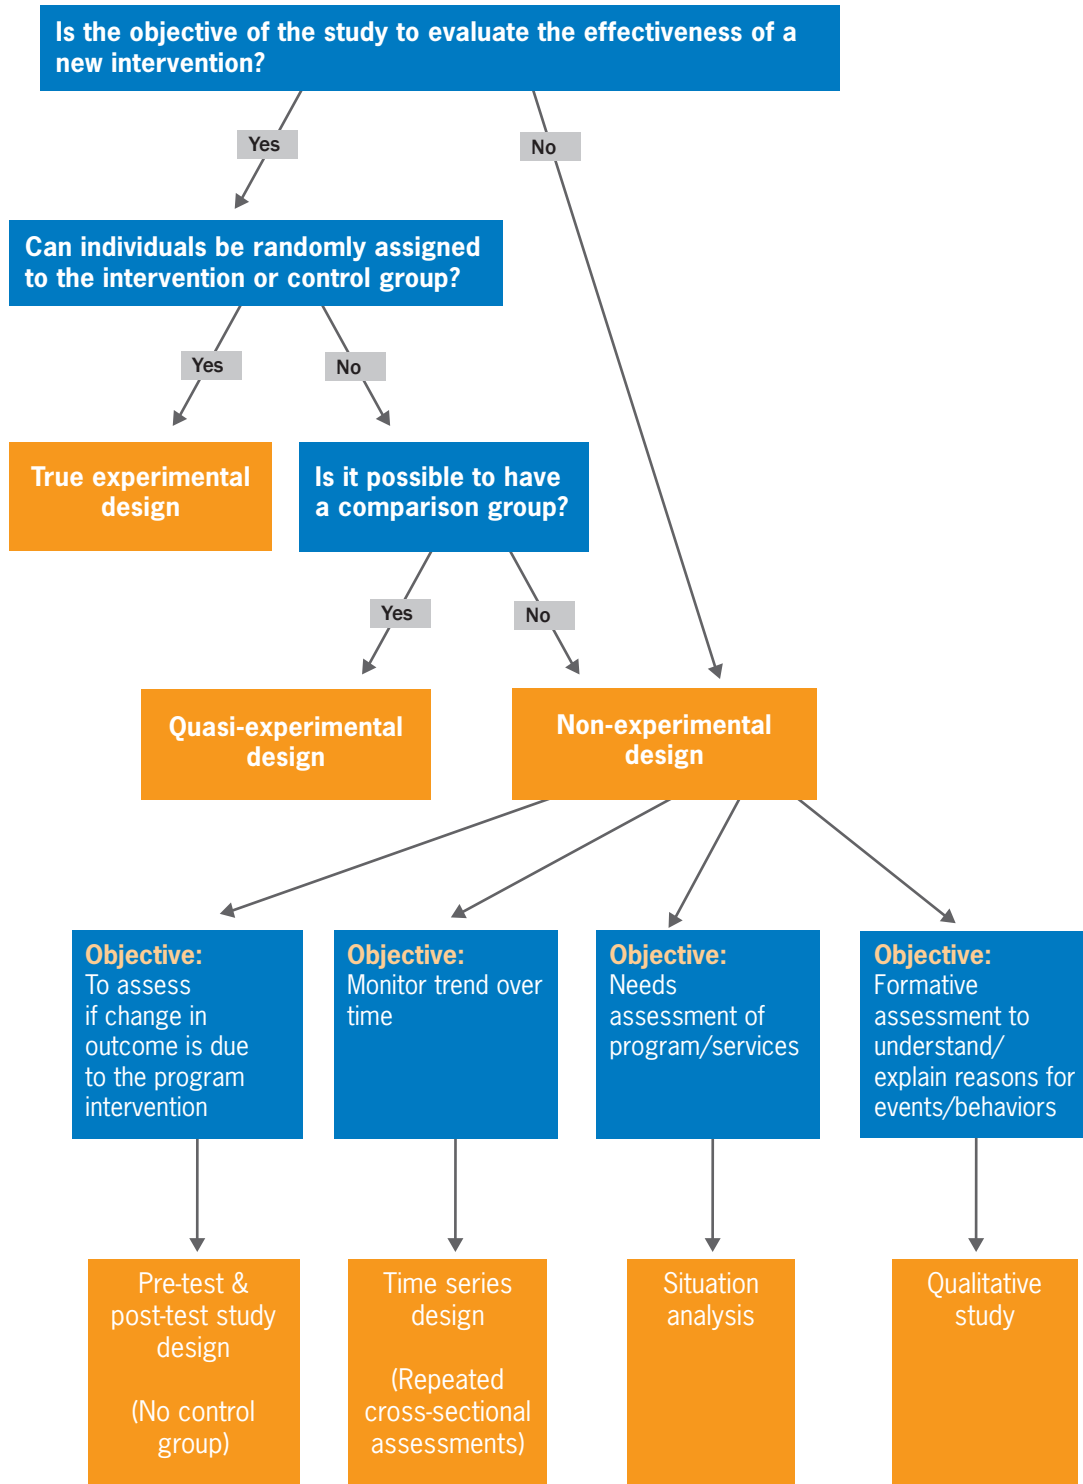 Is the objective of the study to evaluate the effectiveness of a
new intervention?
Yes
No
Can individuals be randomly assigned
to the intervention or control group?
Yes
No
True experimental
design
Is it possible to have
a comparison group?
Yes
No
Quasi-experimental
design
Non-experimental
design
Objective:
To assess
if change in
outcome is due
to the program
intervention
Objective:
Monitor trend over
time
Objective:
Needs
assessment of
program/services
Objective:
Formative
assessment to
understand/
explain reasons for
events/behaviors
Pre-test &
post-test study
design
(No control
group)
Time series
design
(Repeated
cross-sectional
assessments)
Situation
analysis
Qualitative
study